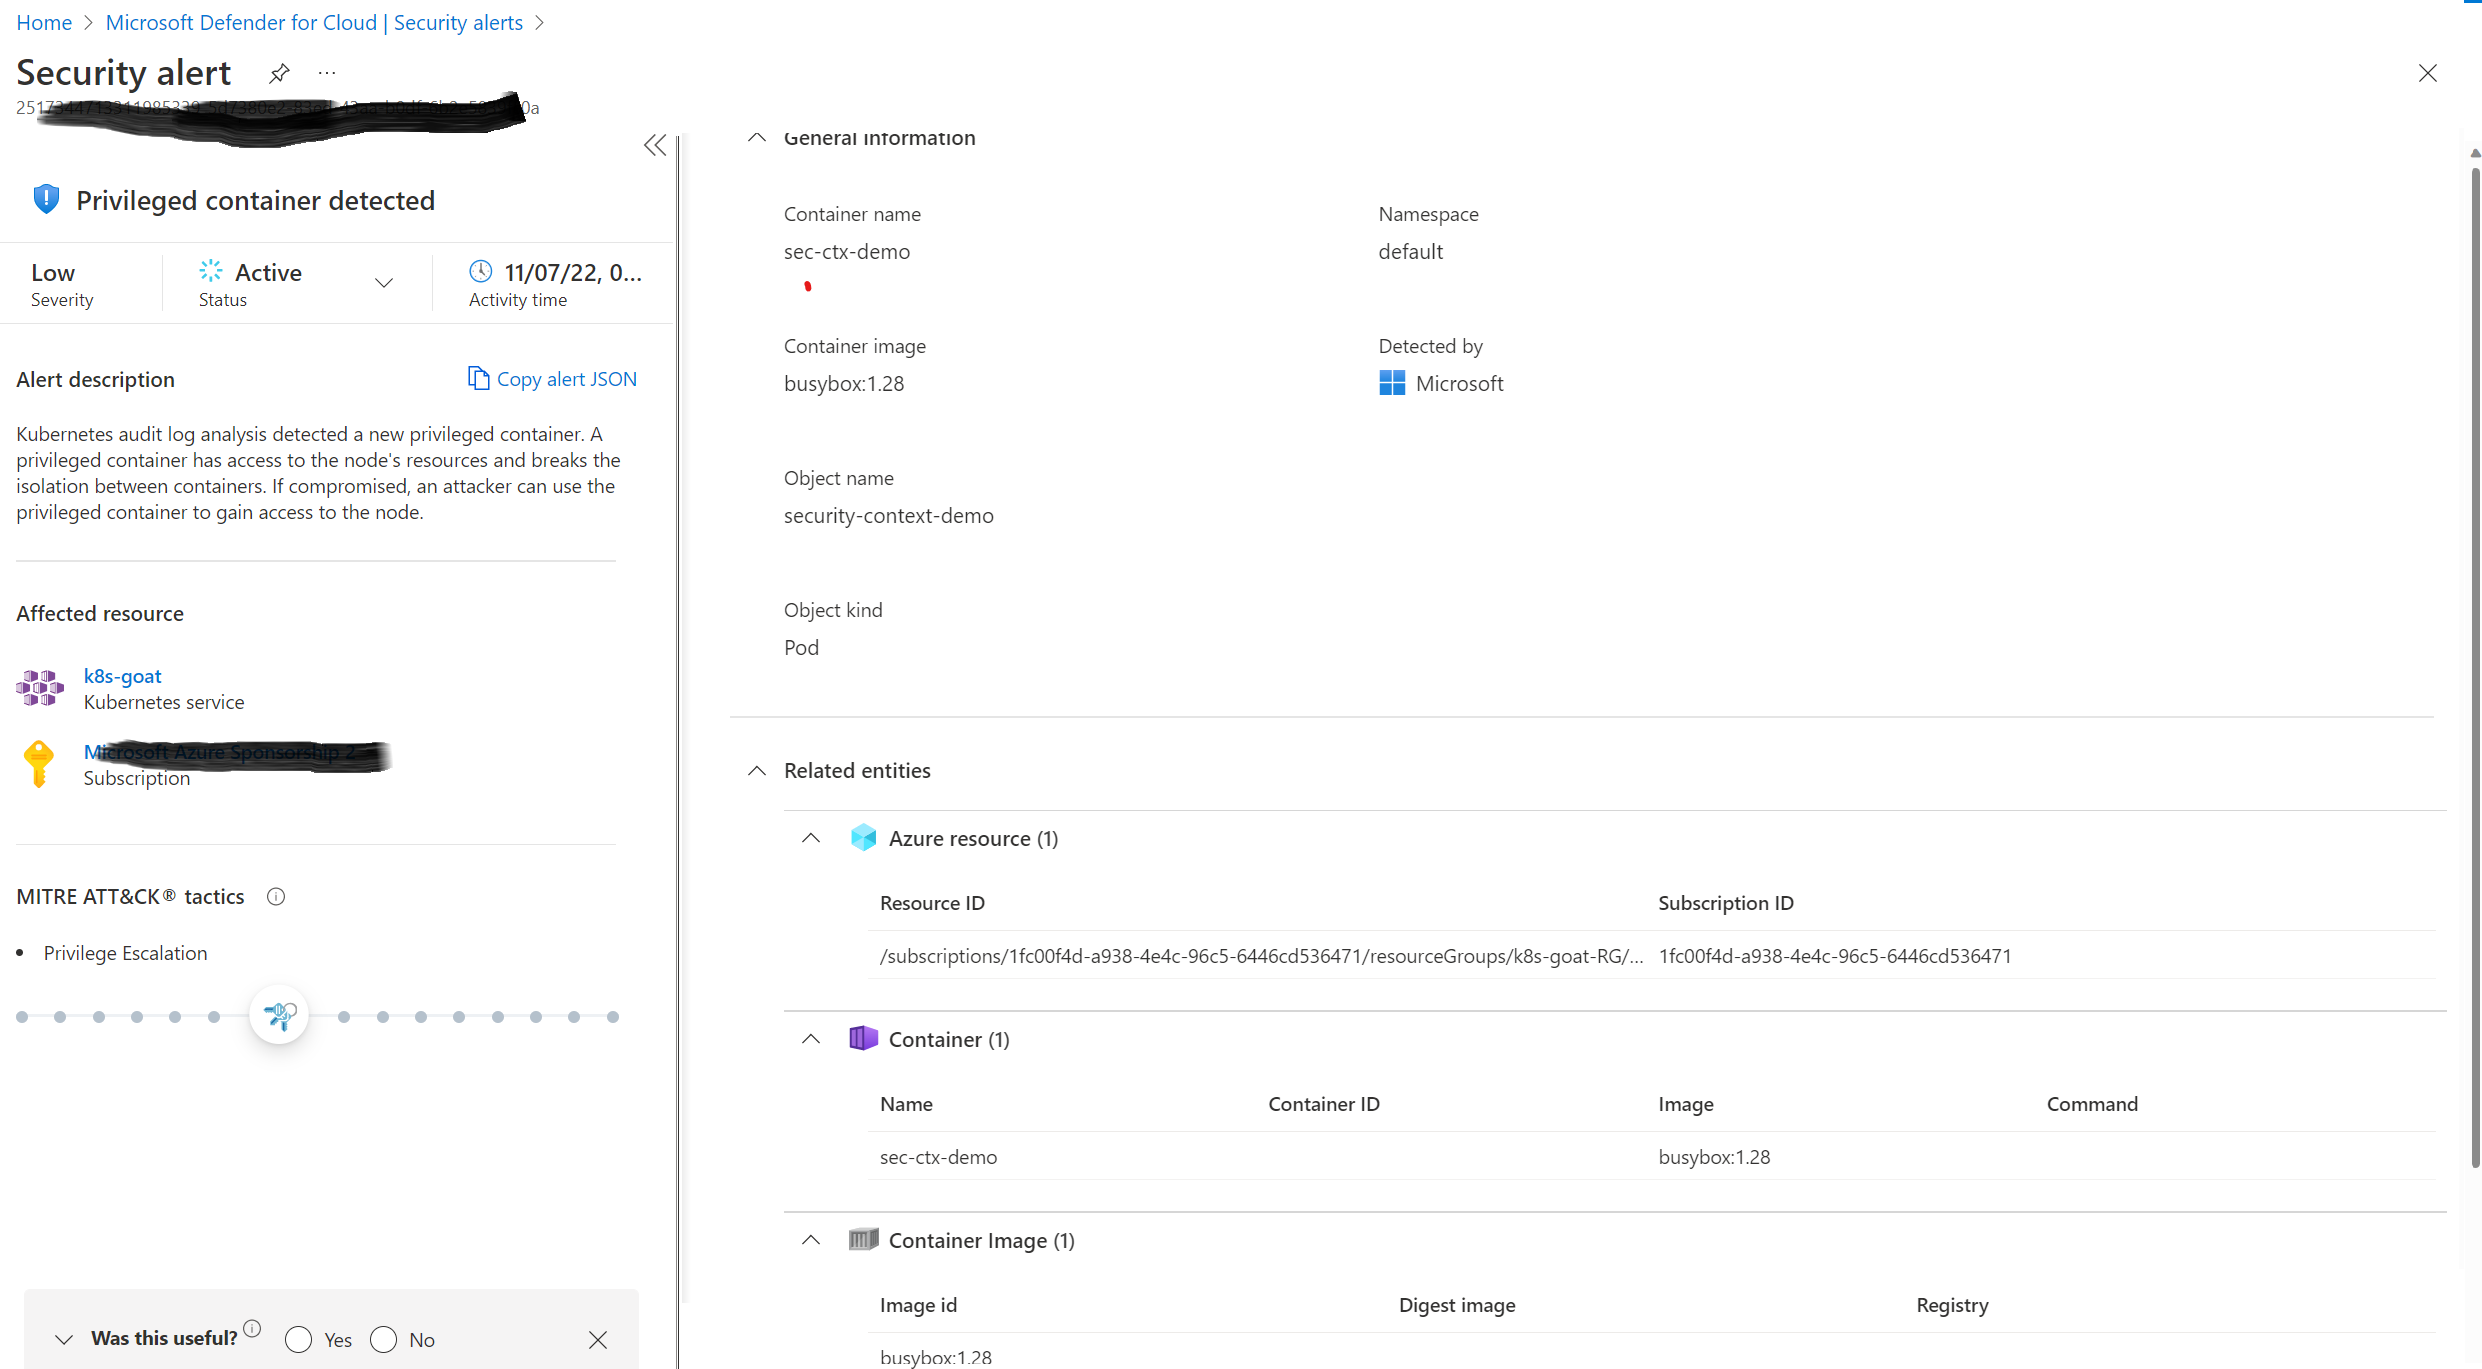 Home > Microsoft Defender for Cloud | Security alerts >
Security alert ...
General information
Privileged container detected
Low
Severity
Active
Status
11/07/22, 0...
Activity time
Alert description
Copy alert JSON
Kubernetes audit log analysis detected a new privileged container. A
privileged container has access to the node's resources and breaks the
isolation between containers. If compromised, an attacker can use the
privileged container to gain access to the node.
Affected resource
k8s-goat
Kubernetes service
Microsoft Azure Sponsorship 2
Subscription
MITRE ATT&CK® tactics
• Privilege Escalation
Was this useful? Yes No
Container name
sec-ctx-demo
Namespace
default
Container image
busybox:1.28
Detected by
Microsoft
Object name
security-context-demo
Object kind
Pod
Related entities
Azure resource (1)
Resource ID Subscription ID
/subscriptions/1fc00f4d-a938-4e4c-96c5-6446cd536471/resourceGroups/k8s-goat-RG/... 1fc00f4d-a938-4e4c-96c5-6446cd536471
Container (1)
Name Container ID Image Command
sec-ctx-demo busybox:1.28
Container Image (1)
Image id Digest image Registry
busybox:1.28